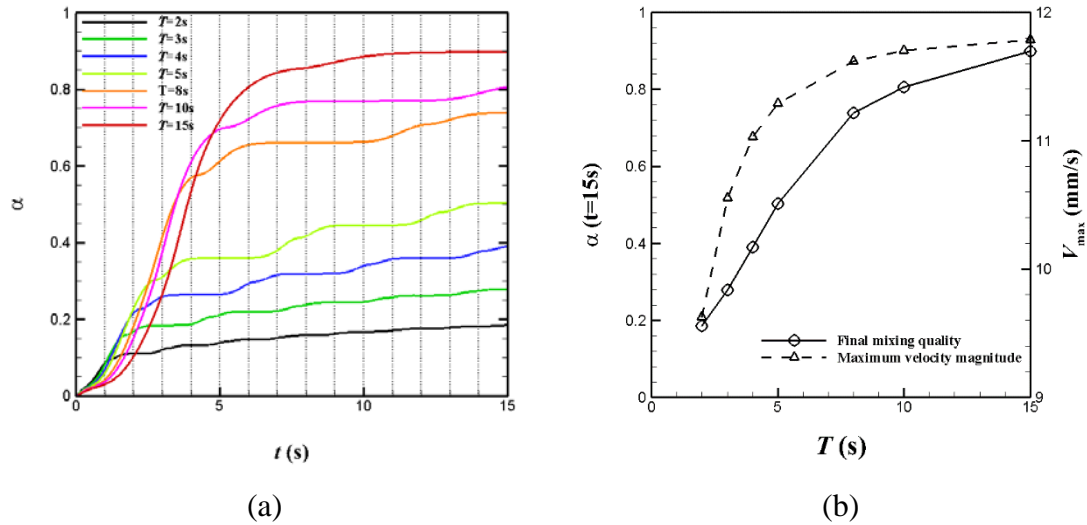 T=2s
T=3s
T=4s
T=5s
T=8s
T=10s
T=15s
1
0.8
0.6
0.4
0.2
0
α
0 5 10 15
t (s)
(a)
1
0.8
0.6
0.4
0.2
0
α (t=15s)
12
11
10
9
Vmax (mm/s)
Final mixing quality
Maximum velocity magnitude
0 5 10 15
T (s)
(b)